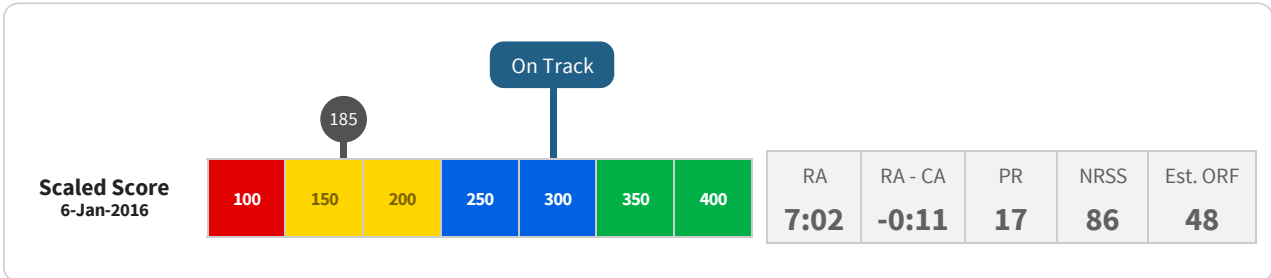 On Track
185
Scaled Score
6-Jan-2016
100 150 200 250 300 350 400
RA RA - CA PR NRSS Est. ORF
7:02 -0:11 17 86 48